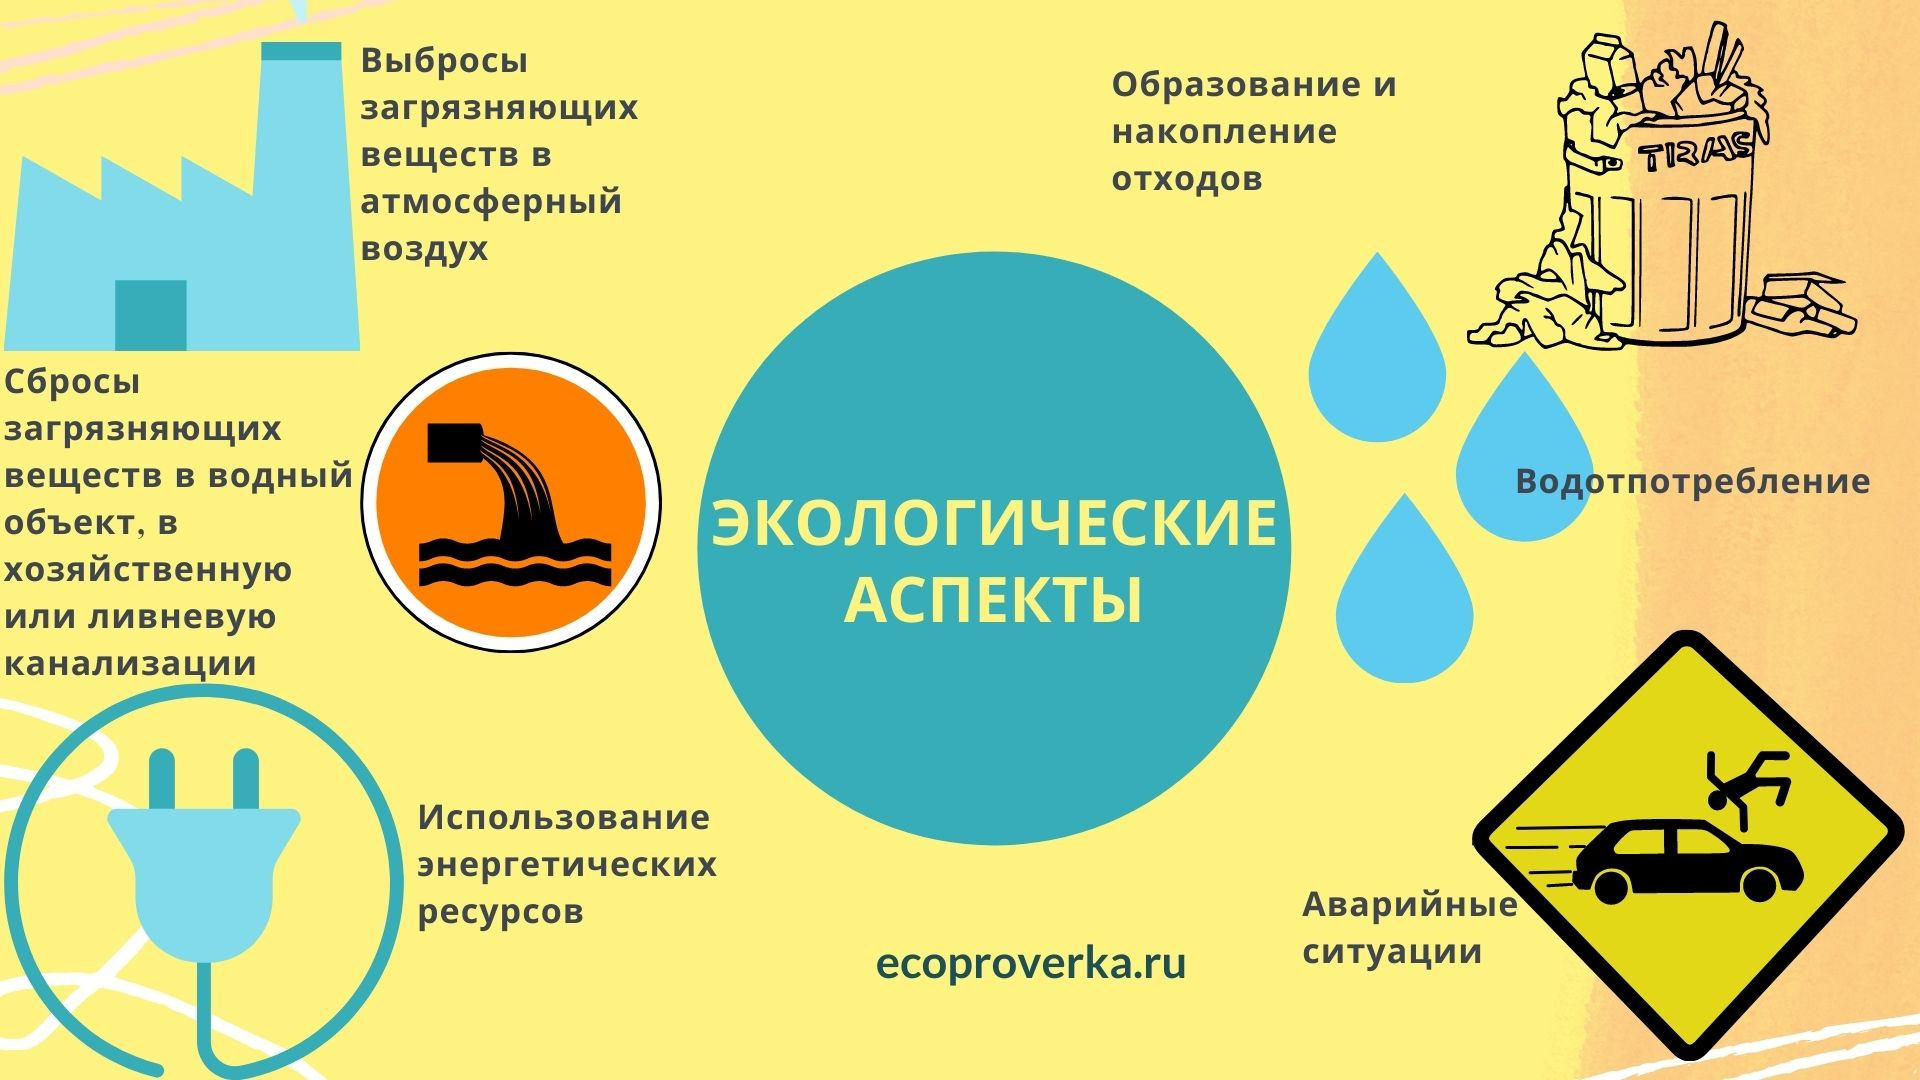 Выбросы
загрязняющих
веществ в
атмосферный
воздух
Образование и
накопление
отходов
TRAS
Сбросы
загрязняющих
веществ в водный
объект, в
хозяйственную
или ливневую
канализации
ЭКОЛОГИЧЕСКИЕ
АСПЕКТЫ
Водотпотребление
Использование
энергетических
ресурсов
Аварийные
ситуации
ecoproverka.ru